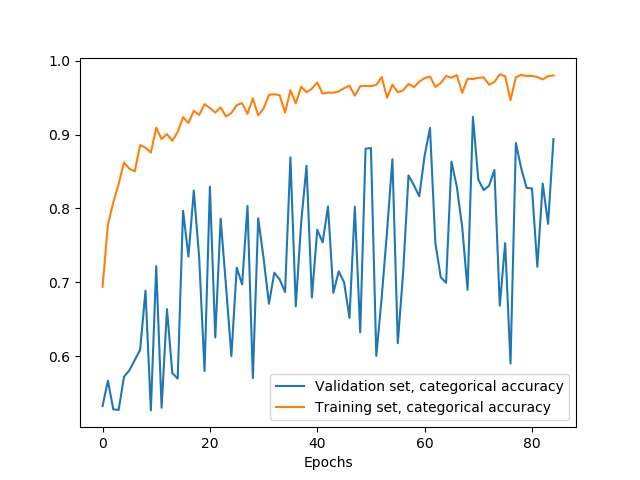 1.0
0.9
0.8
0.7
0.6
Validation set, categorical accuracy
Training set, categorical accuracy
0 20 40 60 80
Epochs